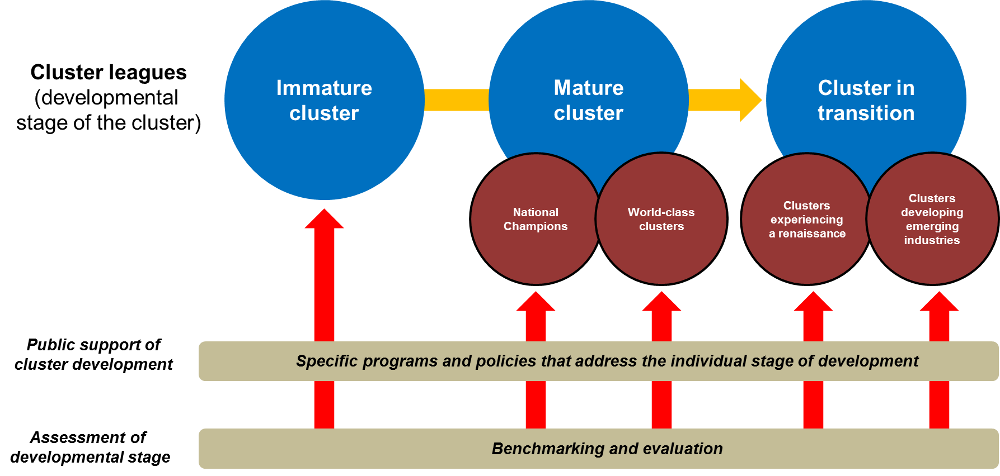 Cluster leagues
(developmental
stage of the cluster)
Immature
cluster
Mature
cluster
Cluster in
transition
National
Champions
World-class
clusters
Clusters
experiencing
a renaissance
Clusters
developing
emerging
industries
Public support of
cluster development
Specific programs and policies that address the individual stage of development
Assessment of
developmental stage
Benchmarking and evaluation